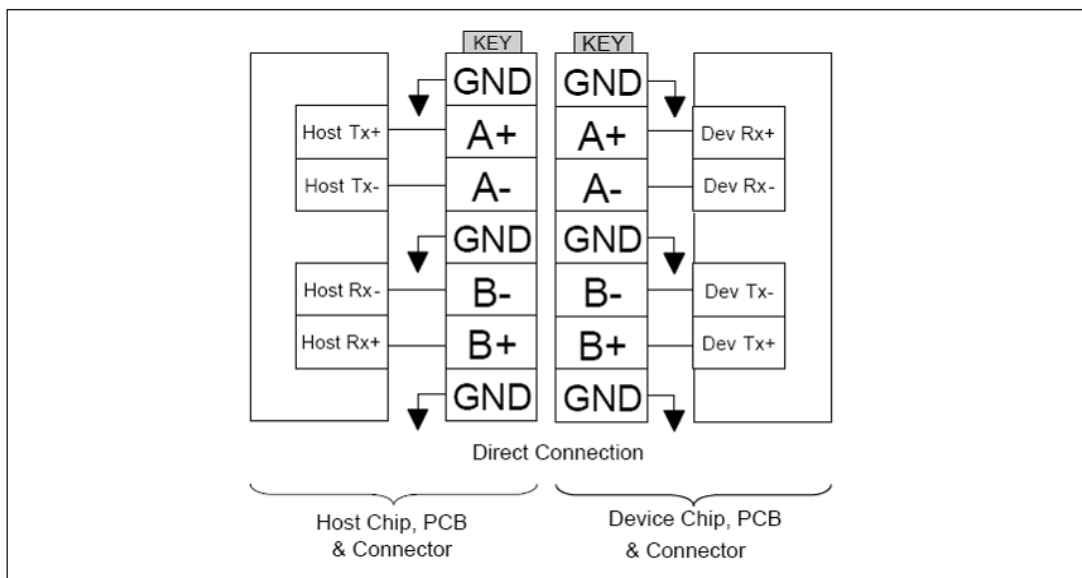 KEY KEY
GND GND
Host Tx+ A+ A+ Dev Rx+
Host Tx- A- A- Dev Rx-
GND GND
Host Rx- B- B- Dev Tx-
Host Rx+ B+ B+ Dev Tx+
GND GND
Direct Connection
Host Chip, PCB
& Connector
Device Chip, PCB
& Connector